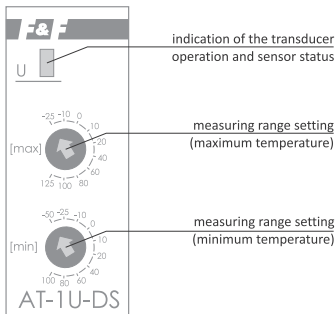 F&F
indication of the transducer
operation and sensor status
U
-25 -10 0 10 20 40 60 80 100 125
[max]
measuring range setting
(maximum temperature)
-50 -25 -10 0 10 20 40 60 80 100
[min]
measuring range setting
(minimum temperature)
AT-1U-DS